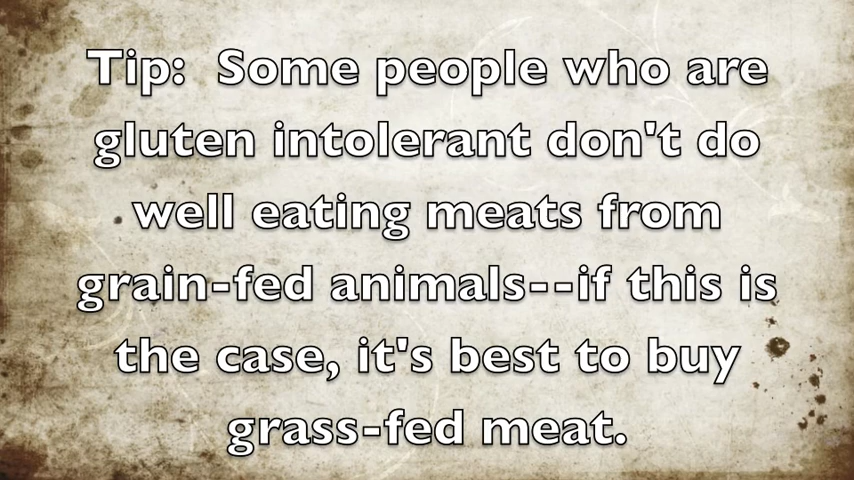 Tip:  Some people who are
gluten intolerant don't do
well eating meats from
grain-fed animals--if this is
the case, it's best to buy
grass-fed meat.